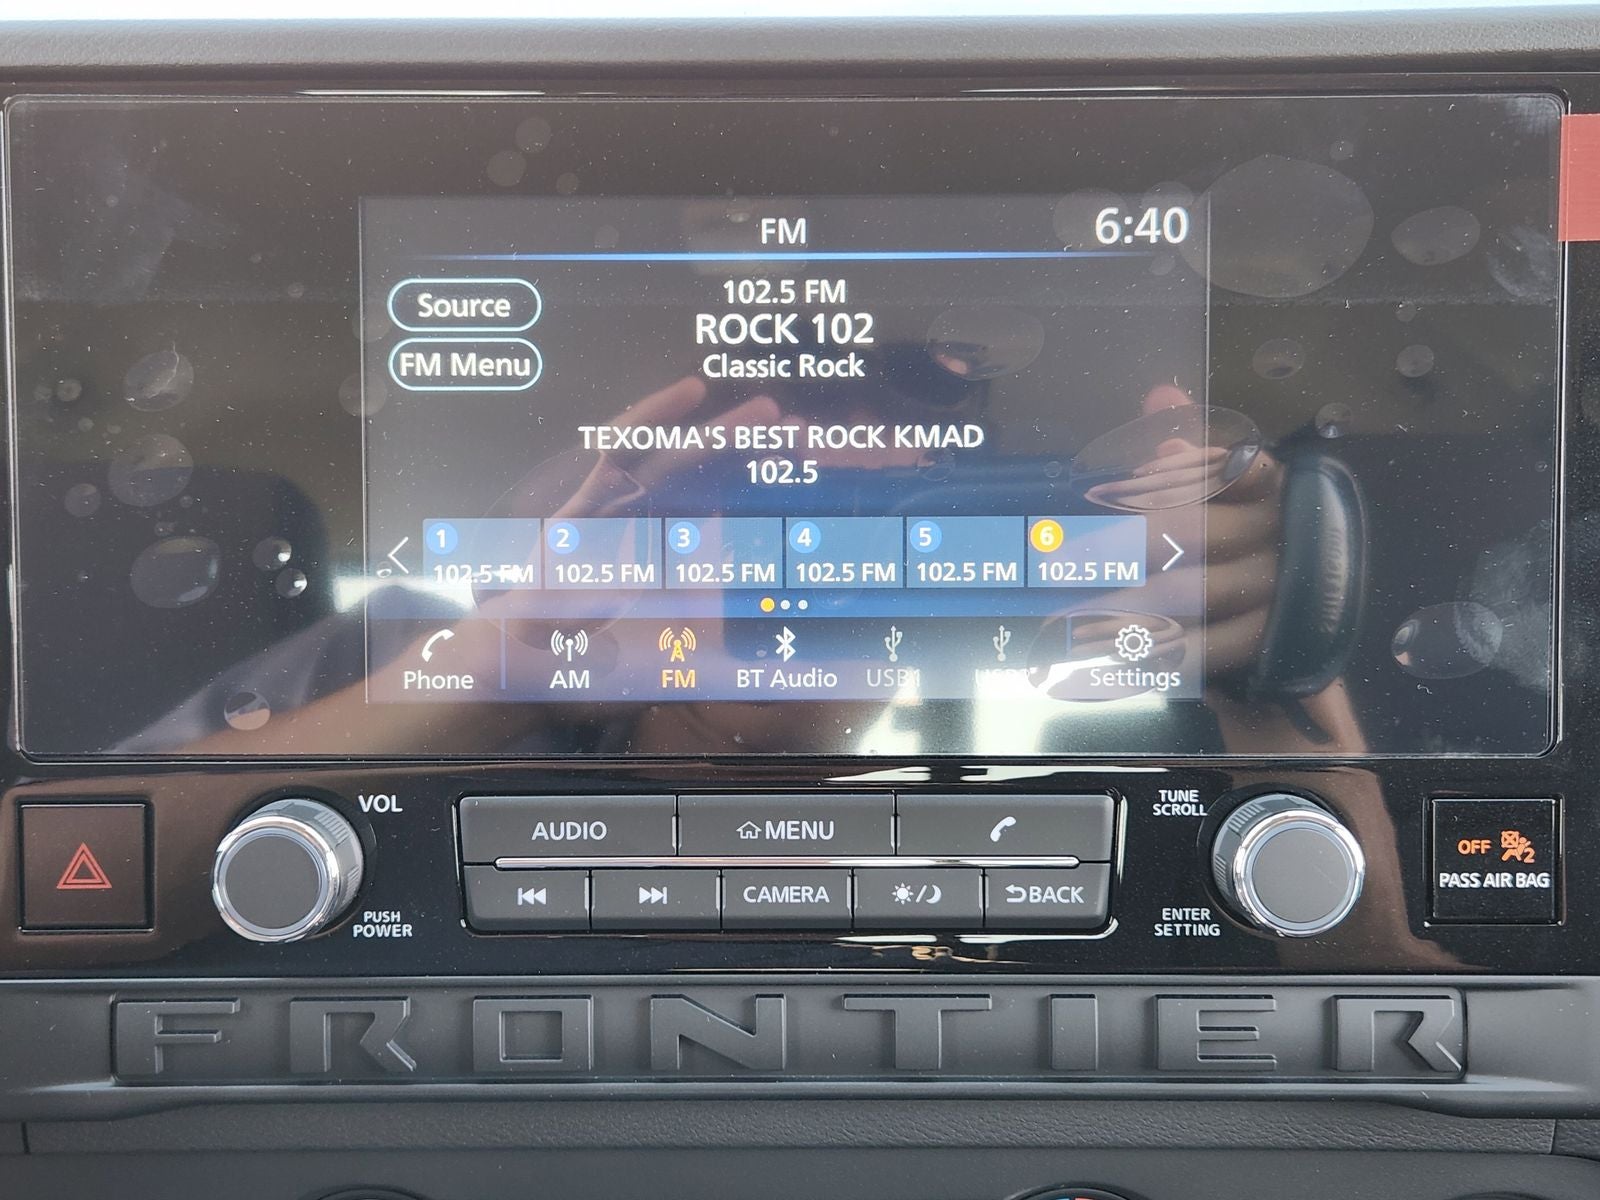 FM
6:40
Source
FM Menu
102.5 FM
ROCK 102
Classic Rock
TEXOMA'S BEST ROCK KMAD
102.5
1 2 3 4 5 6
102.5 FM 102.5 FM 102.5 FM 102.5 FM 102.5 FM 102.5 FM
Phone AM FM BT Audio USB1 USB2 Settings
VOL
PUSH
POWER
AUDIO MENU
CAMERA BACK
TUNE
SCROLL
ENTER
SETTING
OFF 2
PASS AIR BAG
FRONTIER